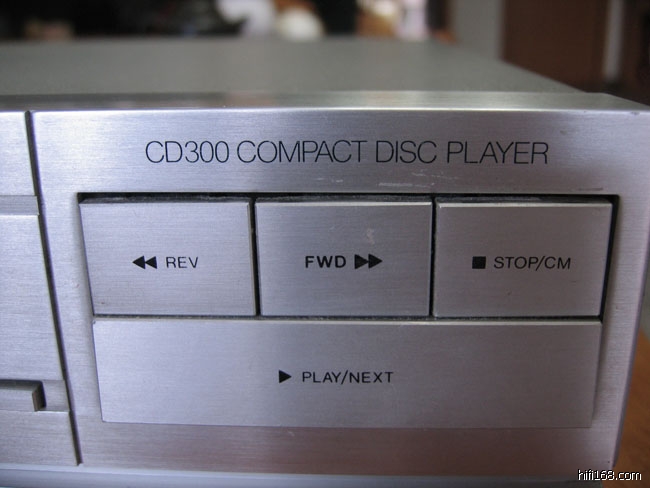 CD300 COMPACT DISC PLAYER
◀◀ REV
FWD ▶▶
■ STOP/CM
▶ PLAY/NEXT
hifi168.com